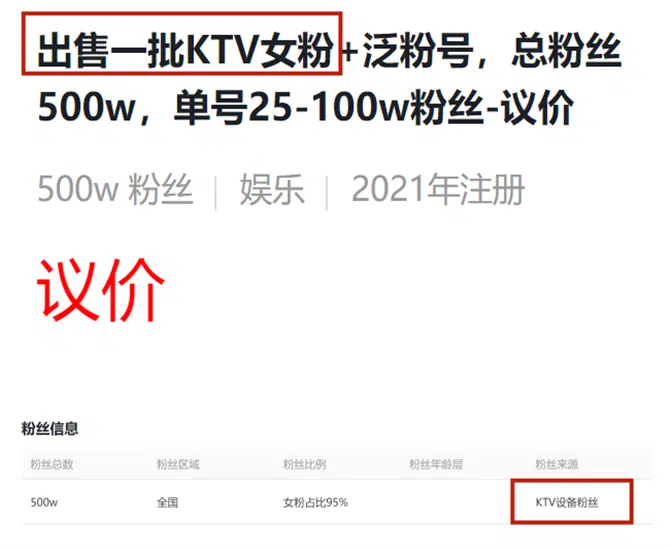 出售一批KTV女粉+泛粉号，总粉丝
500w，单号25-100w粉丝-议价
500w 粉丝 | 娱乐 | 2021年注册
议价
粉丝信息
粉丝总数 粉丝区域 粉丝比例 粉丝年龄层 粉丝来源
500w 全国 女粉占比95% KTV设备粉丝